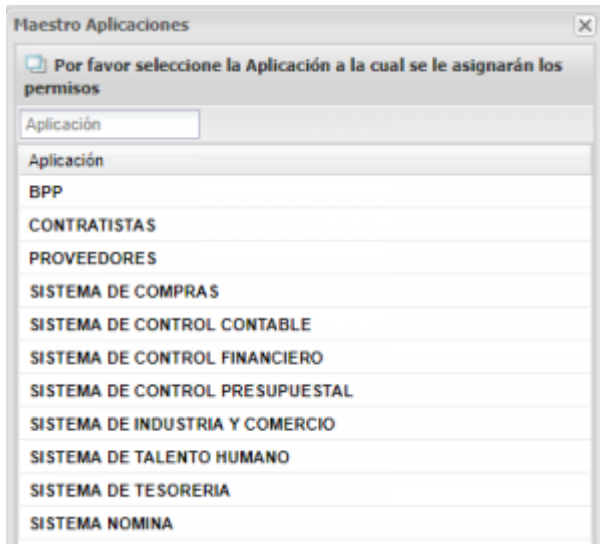 Maestro Aplicaciones
Por favor seleccione la Aplicación a la cual se le asignarán los
permisos
Aplicación
Aplicación
BPP
CONTRATISTAS
PROVEEDORES
SISTEMA DE COMPRAS
SISTEMA DE CONTROL CONTABLE
SISTEMA DE CONTROL FINANCIERO
SISTEMA DE CONTROL PRESUPUESTAL
SISTEMA DE INDUSTRIA Y COMERCIO
SISTEMA DE TALENTO HUMANO
SISTEMA DE TESORERIA
SISTEMA NOMINA